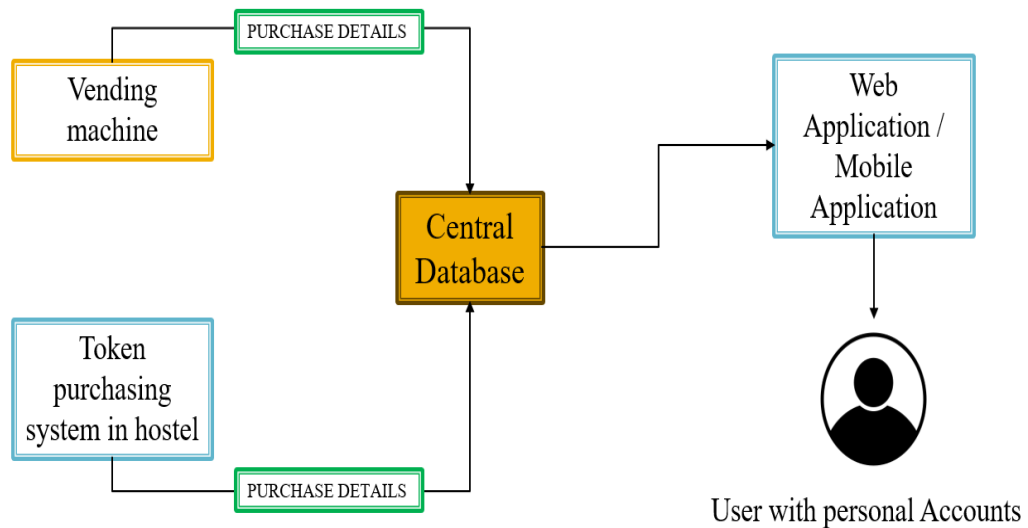 PURCHASE DETAILS
Vending
machine
Web
Application /
Mobile
Application
Central
Database
Token
purchasing
system in hostel
PURCHASE DETAILS
User with personal Accounts